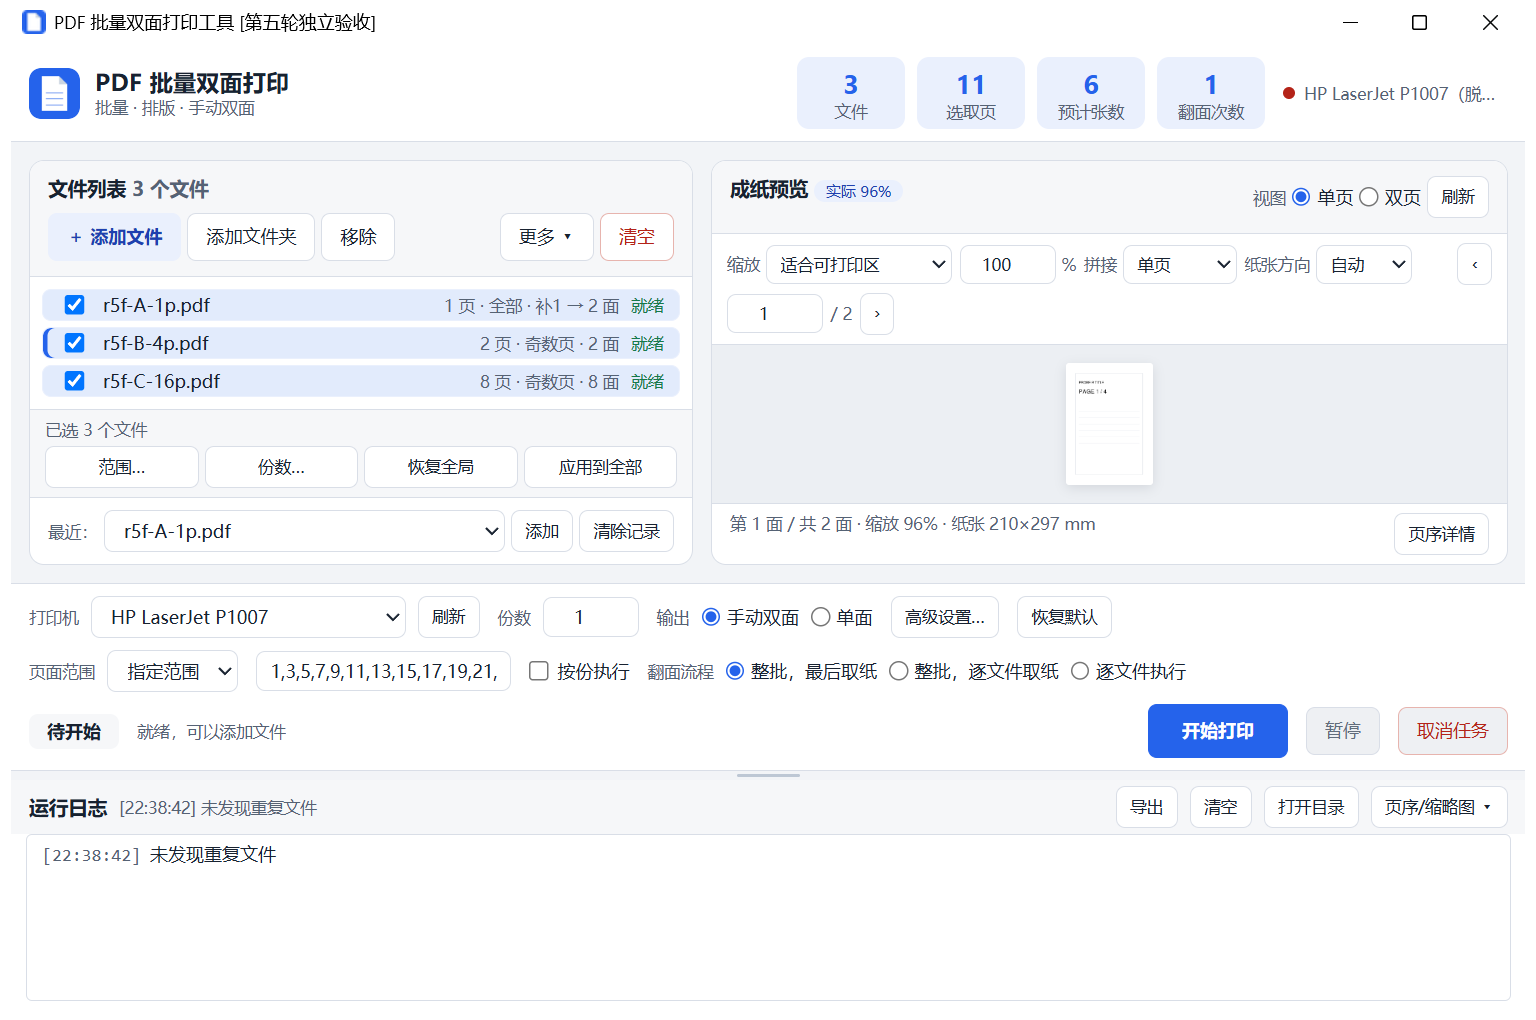 PDF 批量双面打印工具 [第五轮独立验收]
PDF 批量双面打印
批量 · 排版 · 手动双面
3
文件
11
选取页
6
预计张数
1
翻面次数
HP LaserJet P1007（脱...
文件列表 3 个文件
+ 添加文件
添加文件夹
移除
更多 ▾
清空
r5f-A-1p.pdf 1 页 · 全部 · 补1 → 2 面 就绪
r5f-B-4p.pdf 2 页 · 奇数页 · 2 面 就绪
r5f-C-16p.pdf 8 页 · 奇数页 · 8 面 就绪
已选 3 个文件
范围...
份数...
恢复全局
应用到全部
最近: r5f-A-1p.pdf 添加 清除记录
成纸预览 实际 96%
视图 单页 双页 刷新
缩放 适合可打印区 100 % 拼接 单页 纸张方向 自动 ‹
1 / 2 ›
PAGE 1 / 4
第 1 面 / 共 2 面 · 缩放 96% · 纸张 210×297 mm
页序详情
打印机 HP LaserJet P1007 刷新 份数 1 输出 手动双面 单面 高级设置... 恢复默认
页面范围 指定范围 1,3,5,7,9,11,13,15,17,19,21, 按份执行 翻面流程 整批，最后取纸 整批，逐文件取纸 逐文件执行
待开始 就绪，可以添加文件
开始打印 暂停 取消任务
运行日志 [22:38:42] 未发现重复文件
导出 清空 打开目录 页序/缩略图 ▾
[22:38:42] 未发现重复文件